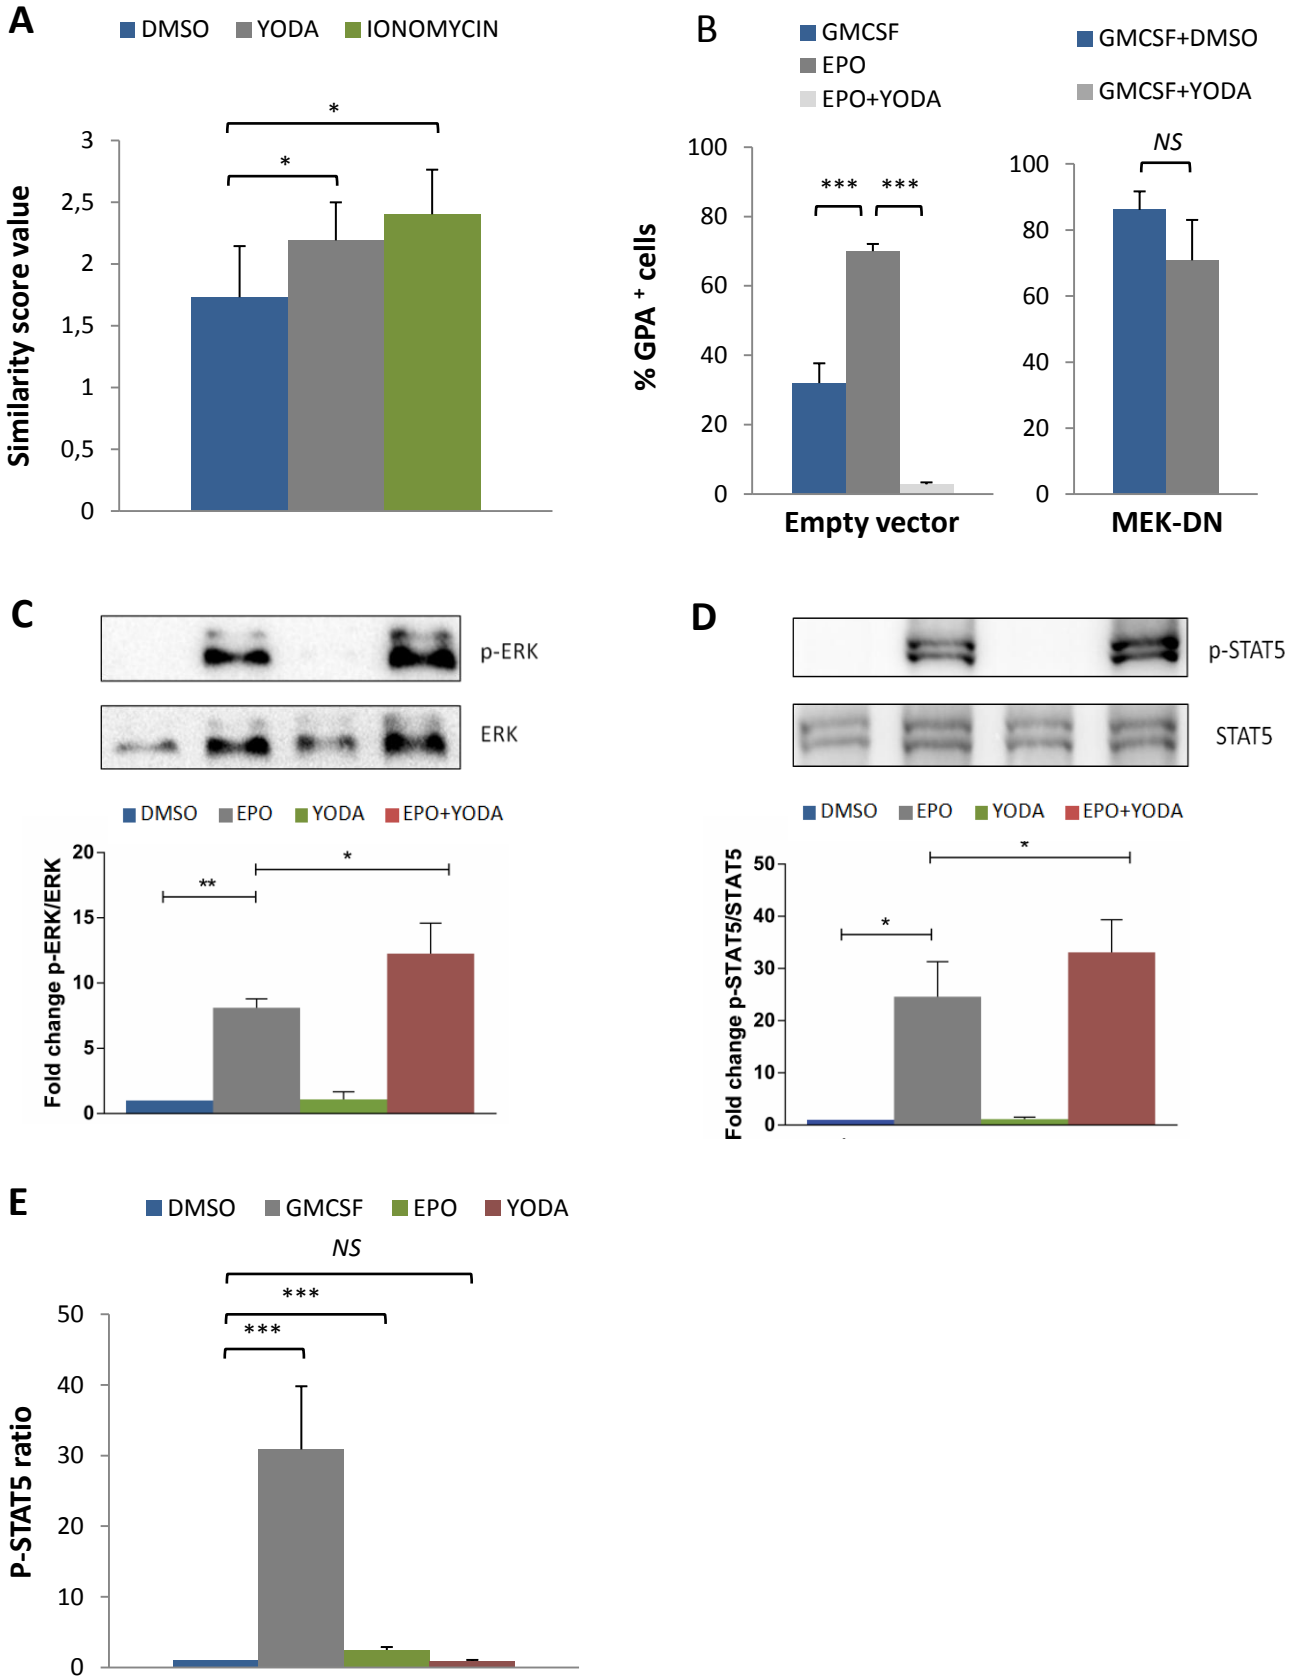 A
DMSO YODA IONOMYCIN
*
*
3
2,5
2
1,5
1
0,5
0
Similarity score value
B
GMCSF
EPO
EPO+YODA
GMCSF+DMSO
GMCSF+YODA
% GPA + cells
100
80
60
40
20
0
*** ***
Empty vector
NS
100
80
60
40
20
0
MEK-DN
C
p-ERK
ERK
DMSO EPO YODA EPO+YODA
Fold change p-ERK/ERK
20
15
10
5
0
**
*
D
p-STAT5
STAT5
DMSO EPO YODA EPO+YODA
Fold change p-STAT5/STAT5
50
40
30
20
10
0
*
*
E
DMSO GMCSF EPO YODA
NS
***
***
P-STAT5 ratio
50
40
30
20
10
0